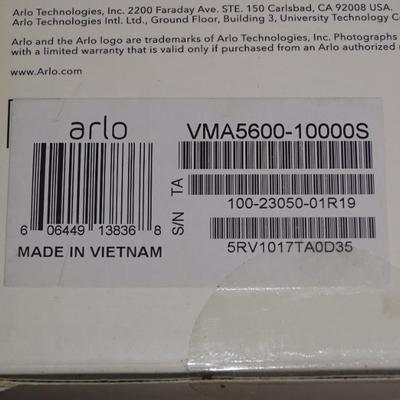 Arlo Technologies, Inc. 2200 Faraday Ave. STE. 150 Carlsbad, CA 92008 USA.
Arlo Technologies Intl. Ltd., Ground Floor, Building 3, University Technology C
Arlo and the Arlo logo are trademarks of Arlo Technologies, Inc. Photographs
with a limited warranty that is valid only if purchased from an Arlo authorized
www.Arlo.com
arlo
VMA5600-10000S
TA
100-23050-01R19
S/N
5RV1017TA0D35
6 06449 13836 8
MADE IN VIETNAM